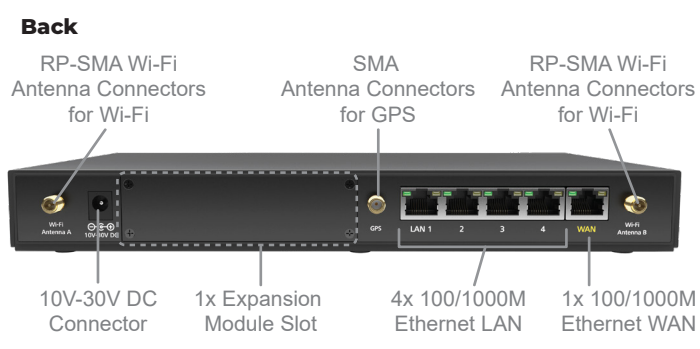 Back
RP-SMA Wi-Fi
Antenna Connectors
for Wi-Fi
SMA
Antenna Connectors
for GPS
RP-SMA Wi-Fi
Antenna Connectors
for Wi-Fi
Wi-Fi
Antenna A
10V-30V DC
GPS
LAN 1
2
3
4
WAN
Wi-Fi
Antenna B
10V-30V DC
Connector
1x Expansion
Module Slot
4x 100/1000M
Ethernet LAN
1x 100/1000M
Ethernet WAN